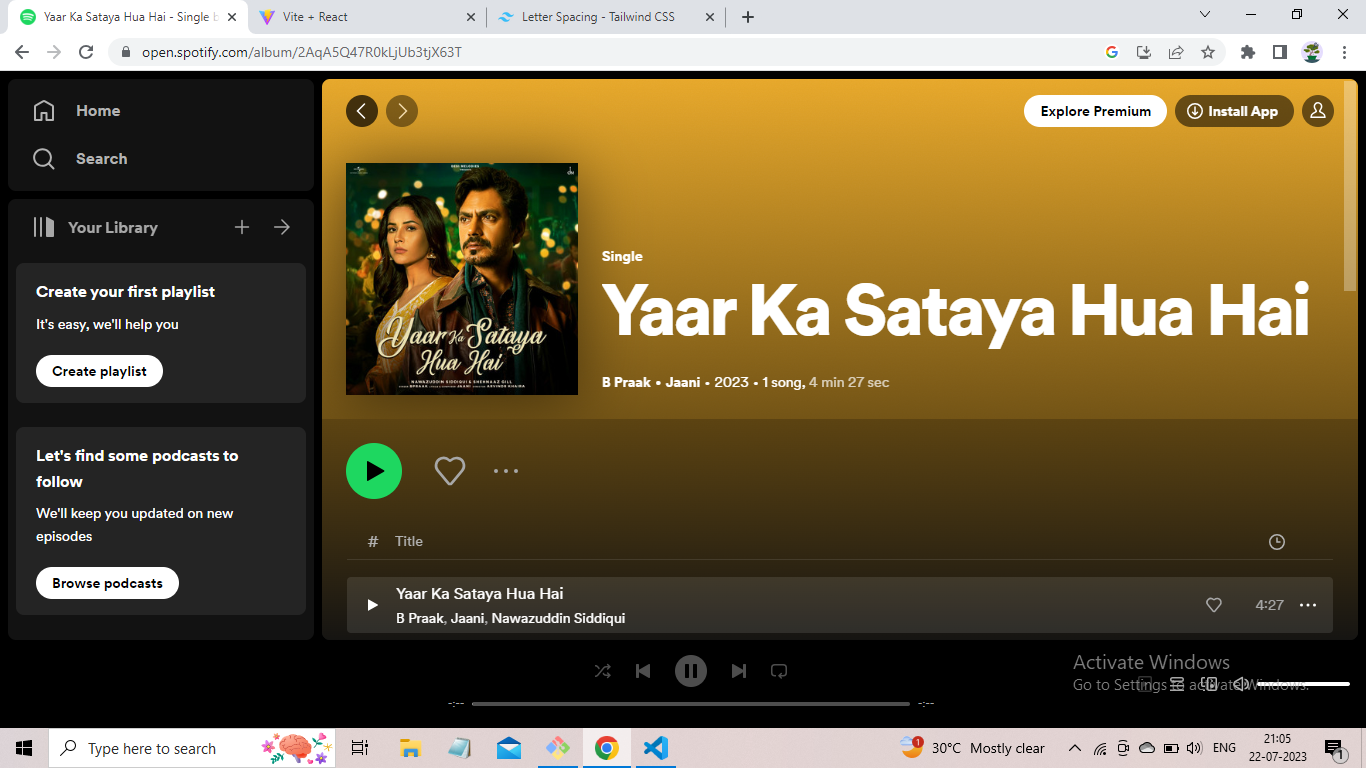 Yaar Ka Sataya Hua Hai - Single b
Vite + React
Letter Spacing - Tailwind CSS
open.spotify.com/album/2AqA5Q47R0kLjUb3tjX63T
Home
Search
Your Library
Create your first playlist
It's easy, we'll help you
Create playlist
Let's find some podcasts to
follow
We'll keep you updated on new
episodes
Browse podcasts
Explore Premium
Install App
Yaar Ka Sataya
Hua Hai
NAWAZUDDIN SIDDIQUI & SHEHNAAZ GILL
Single
Yaar Ka Sataya Hua Hai
B Praak • Jaani • 2023 • 1 song, 4 min 27 sec
# Title
Yaar Ka Sataya Hua Hai
B Praak, Jaani, Nawazuddin Siddiqui
4:27
-:--
-:--
Activate Windows
Go to Settings to activate Windows.
Type here to search
1
30°C Mostly clear
ENG
21:05
22-07-2023
1